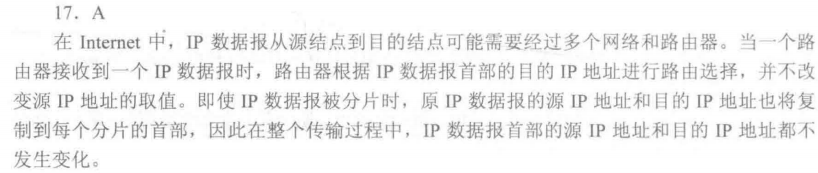 17．A
在 Internet 中，IP 数据报从源结点到目的结点可能需要经过多个网络和路由器。当一个路
由器接收到一个 IP 数据报时，路由器根据 IP 数据报首部的目的 IP 地址进行路由选择，并不改
变源 IP 地址的取值。即使 IP 数据报被分片时，原 IP 数据报的源 IP 地址和目的 IP 地址也将复
制到每个分片的首部，因此在整个传输过程中，IP 数据报首部的源 IP 地址和目的 IP 地址都不
发生变化。